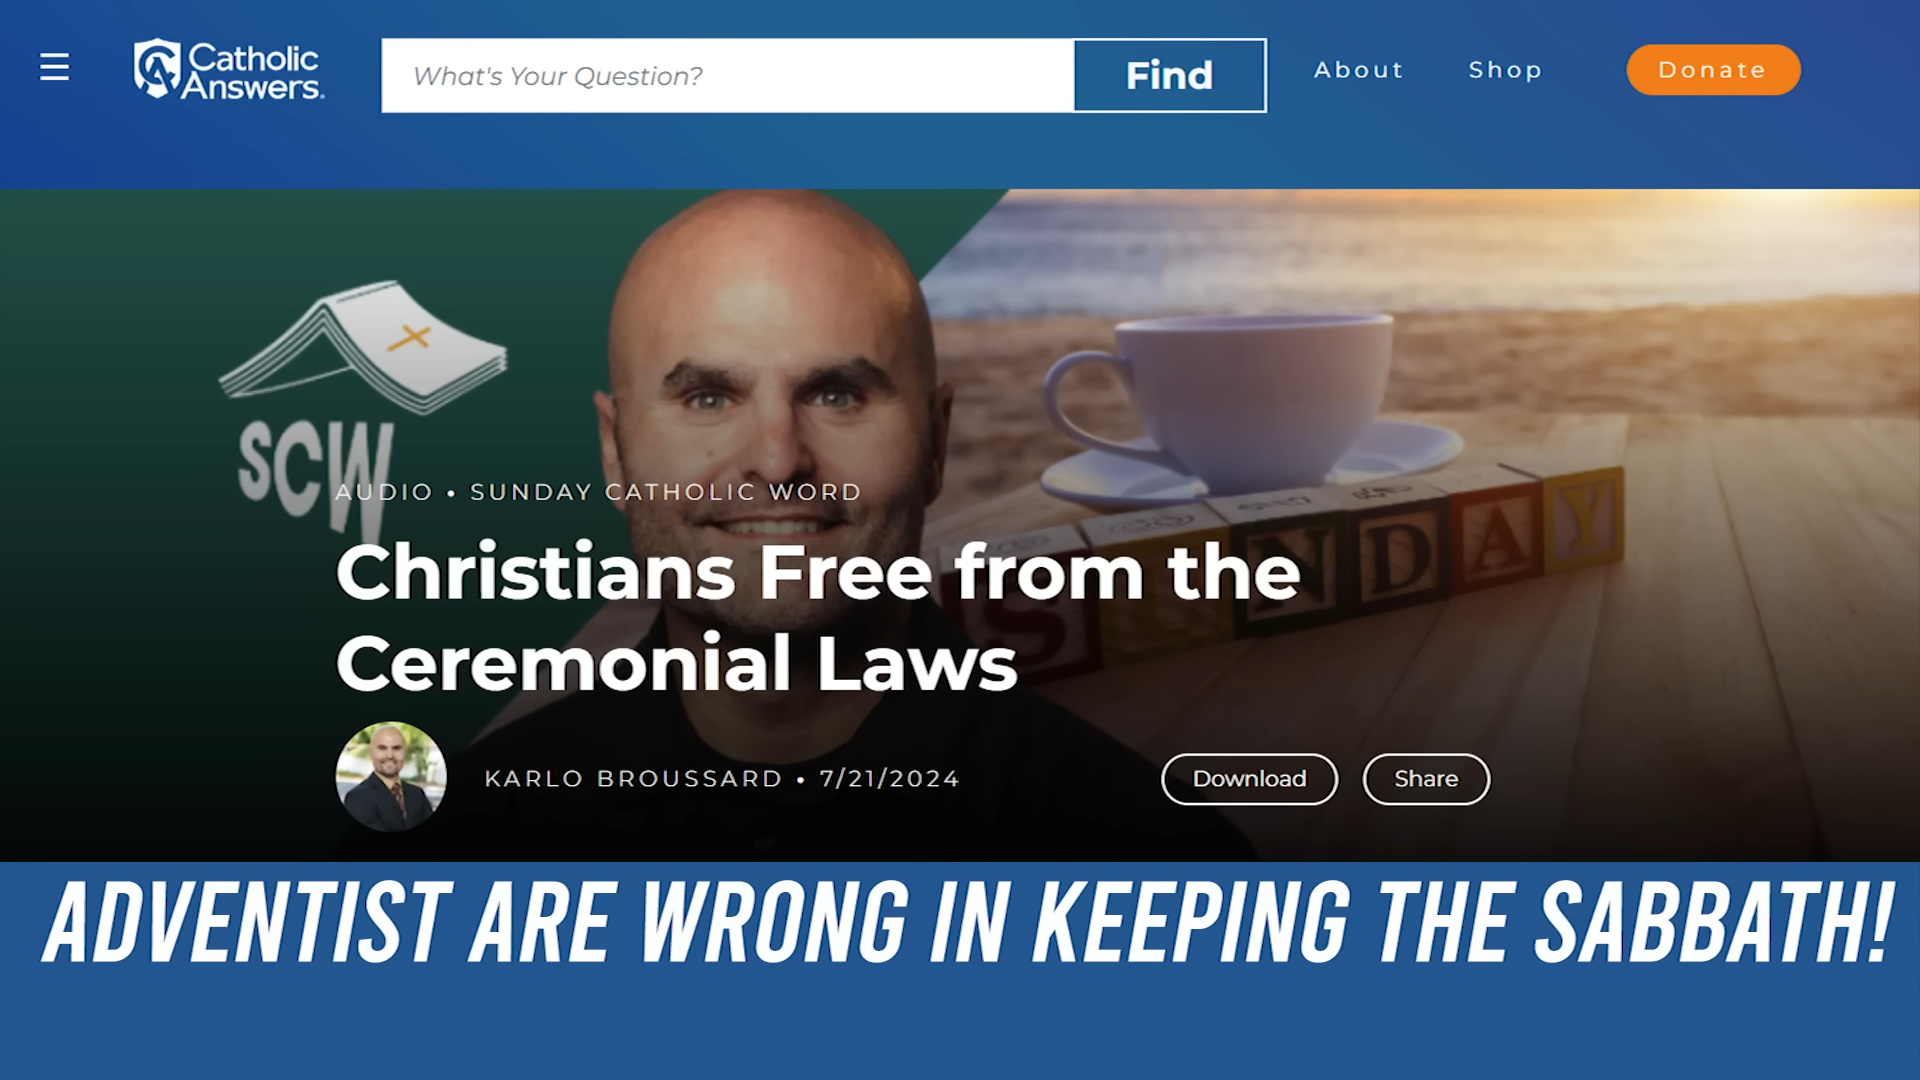 Catholic
Answers.
What's Your Question?
Find
About
Shop
Donate
SCW
AUDIO • SUNDAY CATHOLIC WORD
SUNDAY
Christians Free from the
Ceremonial Laws
KARLO BROUSSARD • 7/21/2024
Download
Share
ADVENTIST ARE WRONG IN KEEPING THE SABBATH!